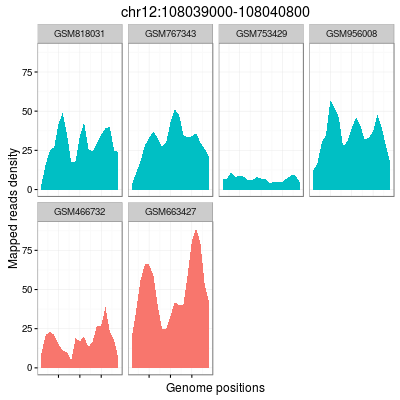 chr12:108039000-108040800
GSM818031 GSM767343 GSM753429 GSM956008
75
50
25
0
Mapped reads density
GSM466732 GSM663427
75
50
25
0
Genome positions